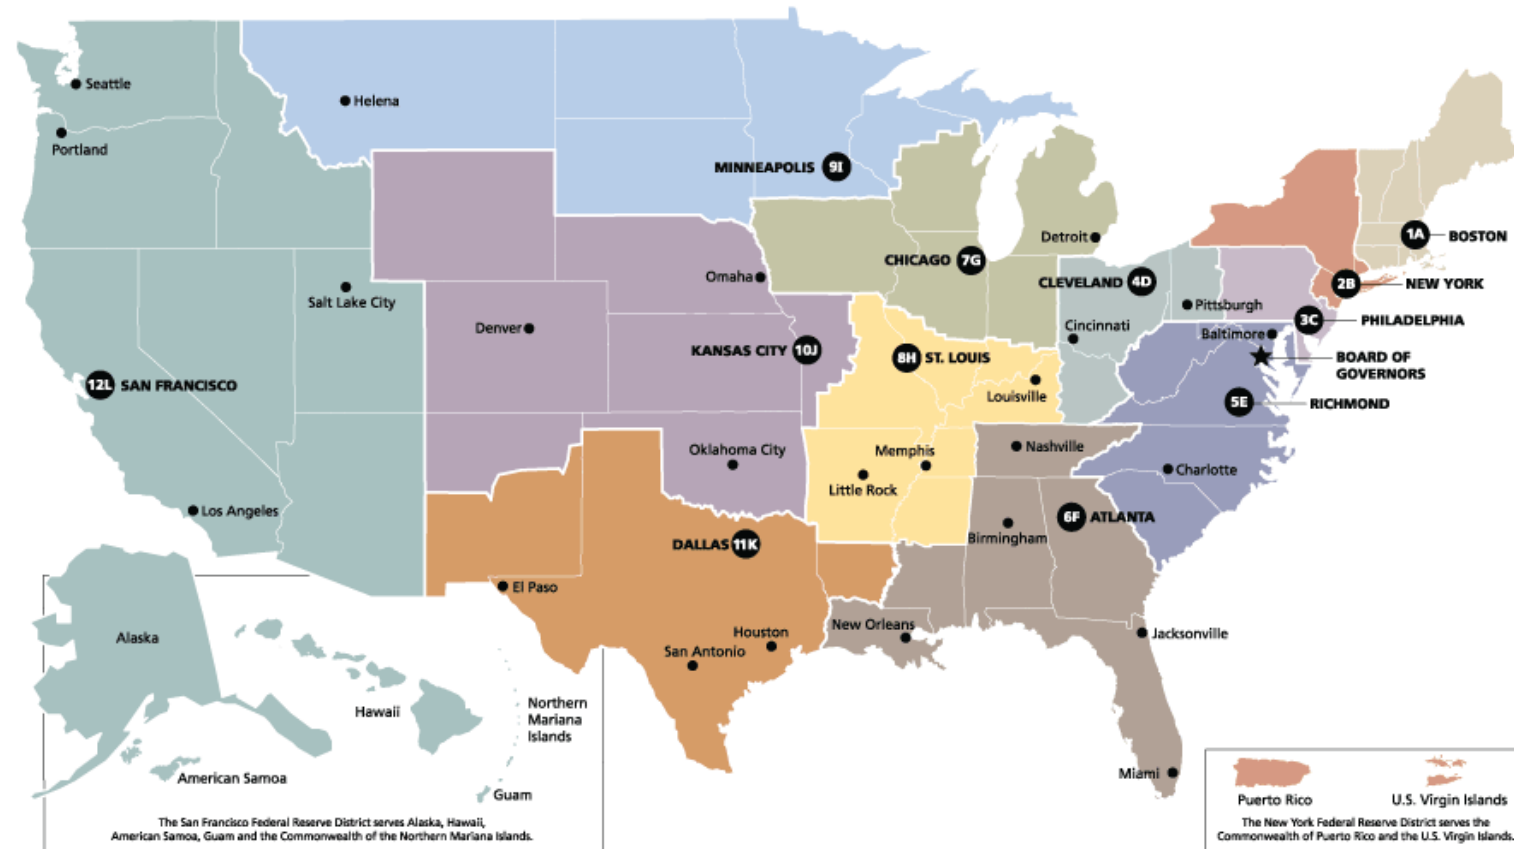 Seattle
Helena
Portland
MINNEAPOLIS 9I
1A BOSTON
Detroit
CHICAGO 7G
Omaha
CLEVELAND 4D
2B NEW YORK
Salt Lake City
Pittsburgh
3C PHILADELPHIA
Denver
Cincinnati
Baltimore
KANSAS CITY 10J
8H ST. LOUIS
BOARD OF
GOVERNORS
12L SAN FRANCISCO
Louisville
5E RICHMOND
Oklahoma City
Memphis
Nashville
Charlotte
Little Rock
Los Angeles
6F ATLANTA
Birmingham
DALLAS 11K
El Paso
New Orleans
Houston
Jacksonville
San Antonio
Miami
Alaska
Hawaii
Northern
Mariana
Islands
American Samoa
Guam
The San Francisco Federal Reserve District serves Alaska, Hawaii,
American Samoa, Guam and the Commonwealth of the Northern Mariana Islands.
Puerto Rico
U.S. Virgin Islands
The New York Federal Reserve District serves the
Commonwealth of Puerto Rico and the U.S. Virgin Islands.